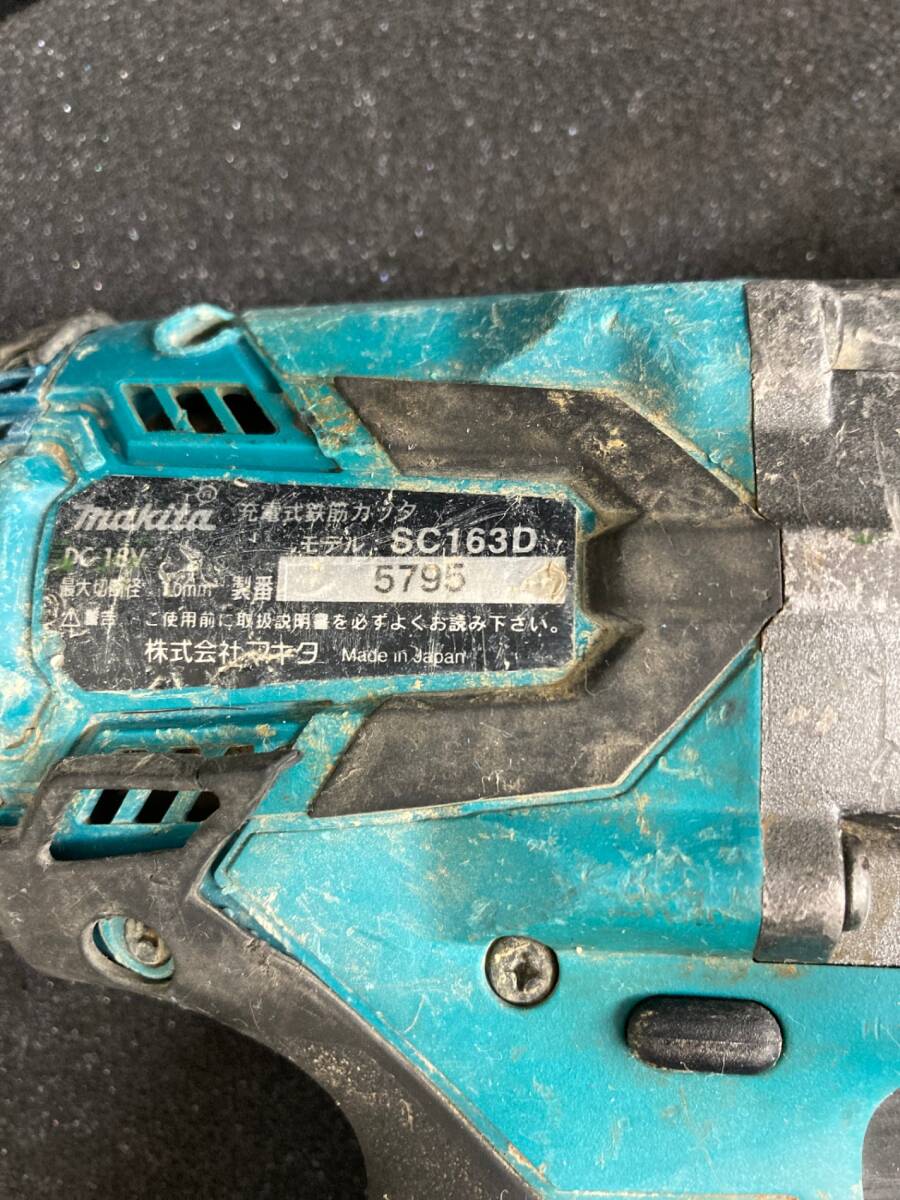 makita® 充電式鉄筋カッタ
モデル SC163D
DC 18V
最大切断径 16mm 製番 5795
⚠警告 ご使用前に取扱説明書を必ずよくお読み下さい。
株式会社マキタ Made in Japan